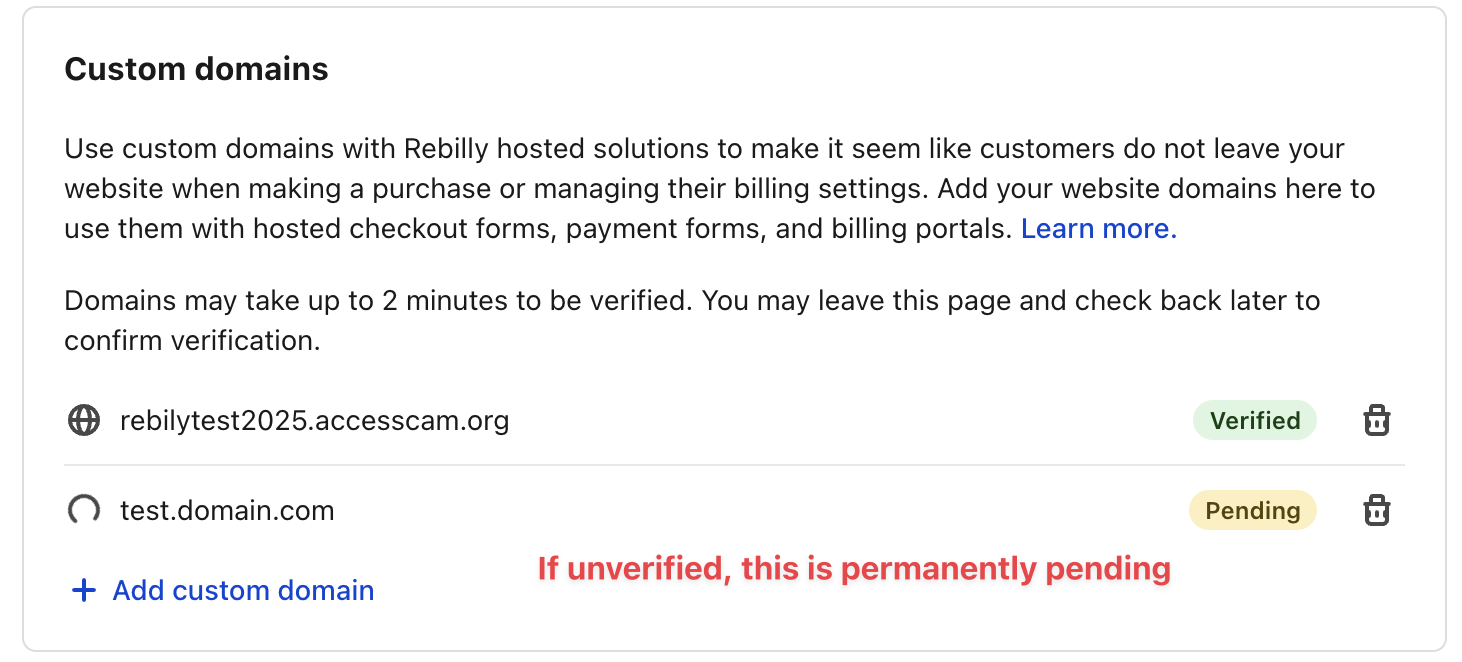 Custom domains
Use custom domains with Rebilly hosted solutions to make it seem like customers do not leave your
website when making a purchase or managing their billing settings. Add your website domains here to
use them with hosted checkout forms, payment forms, and billing portals. Learn more.
Domains may take up to 2 minutes to be verified. You may leave this page and check back later to
confirm verification.
rebilytest2025.accesscam.org Verified
test.domain.com Pending
If unverified, this is permanently pending
Add custom domain